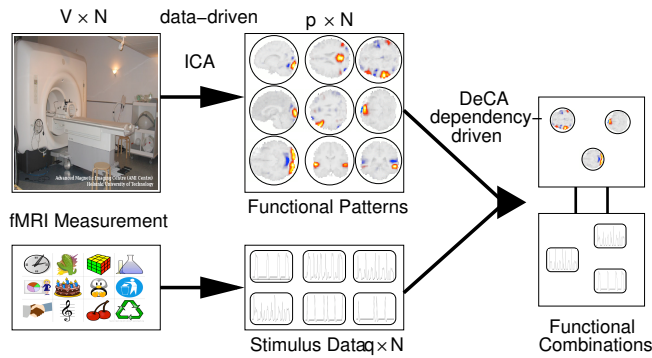 V × N
data-driven
p × N
ICA
DeCA
dependency-
driven
Advanced Magnetic Imaging Centre (AMI Centre)
Helsinki University of Technology
fMRI Measurement
Functional Patterns
Stimulus Data
q × N
Functional
Combinations